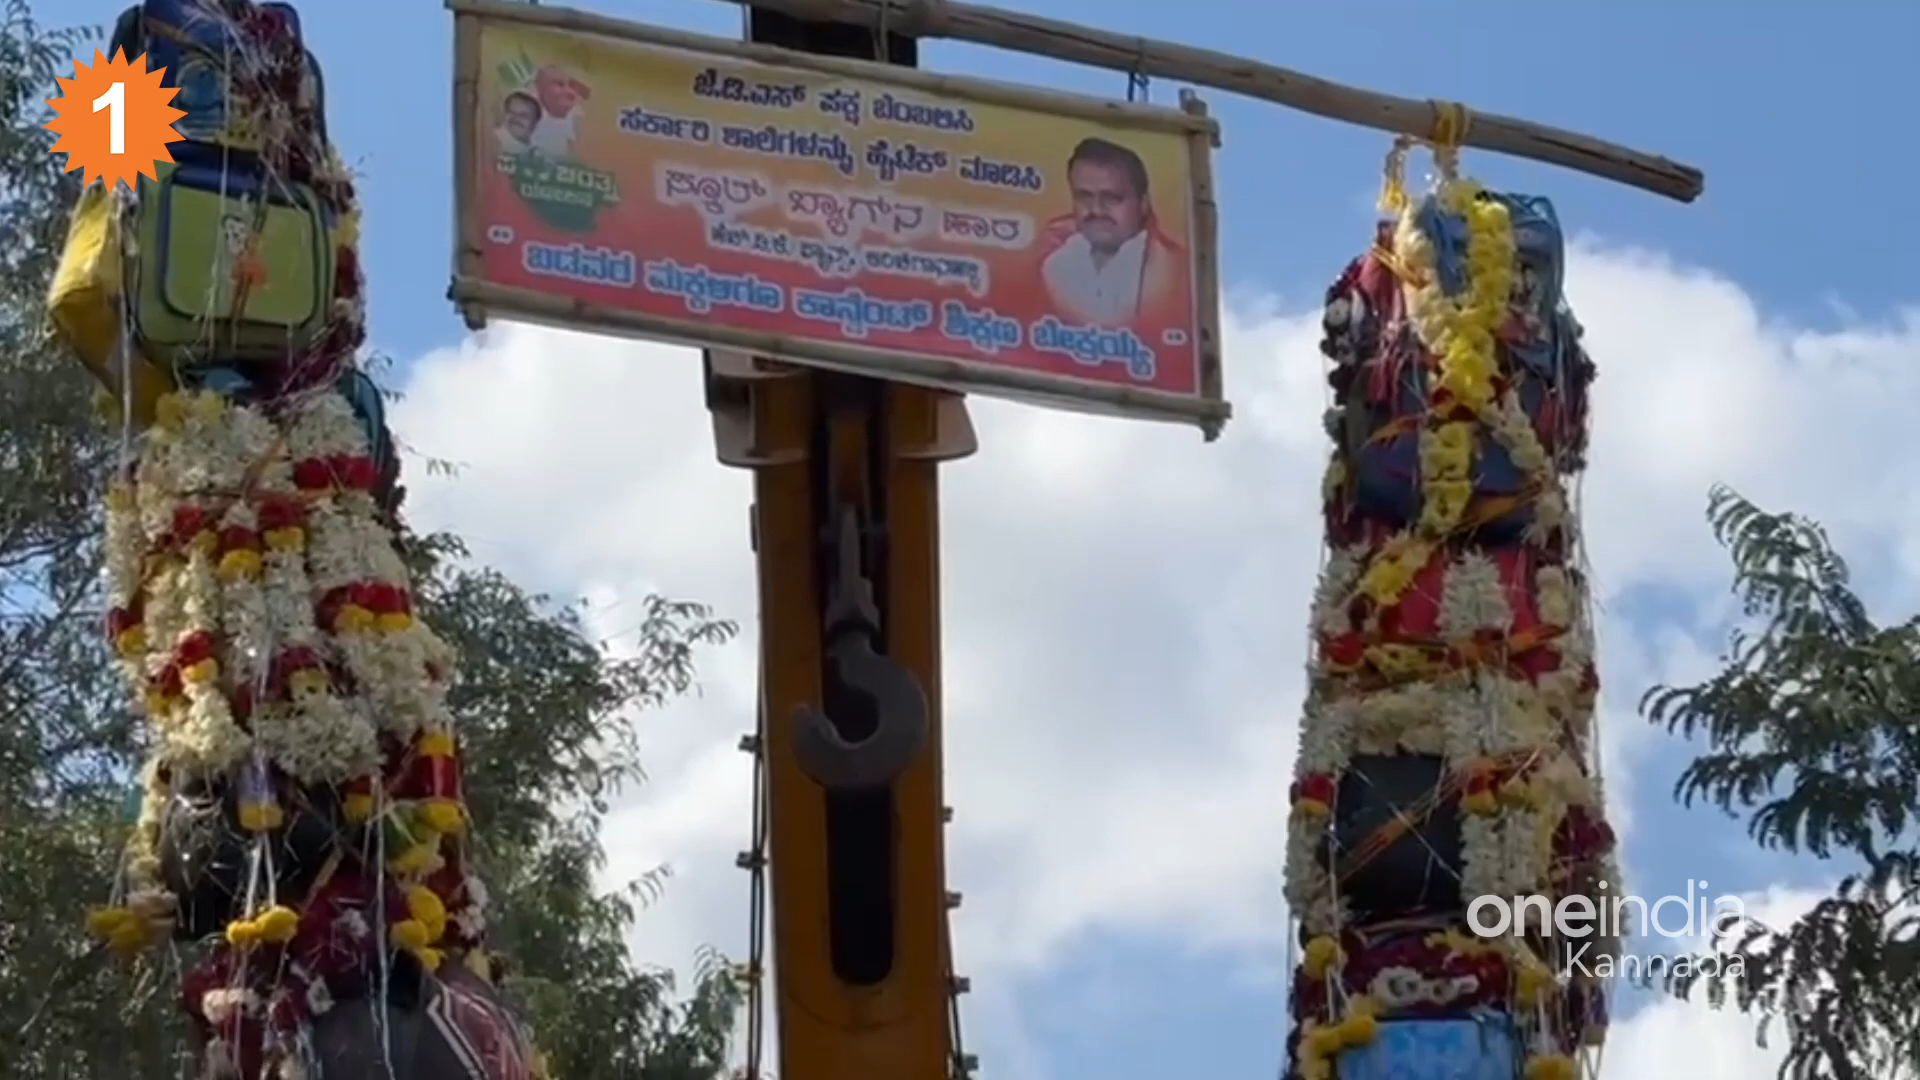 1
ಜೆ.ಡಿ.ಎಸ್ ಪಕ್ಷ ಬೆಂಬಲಿಸಿ
ಸರ್ಕಾರಿ ಶಾಲೆಗಳನ್ನು ಹೈಟೆಕ್ ಮಾಡಿಸಿ
ಸ್ಕೂಲ್ ಬ್ಯಾಗ್‌ನ ಹಾರ
ಹೆಚ್.ಡಿ.ಕೆ. ಫ್ಯಾನ್ಸ್,
" ಬಡವರ ಮಕ್ಕಳಿಗೂ ಕಾನ್ವೆಂಟ್ ಶಿಕ್ಷಣ ಬೇಕ್ರಯ್ಯ "
oneindia
Kannada